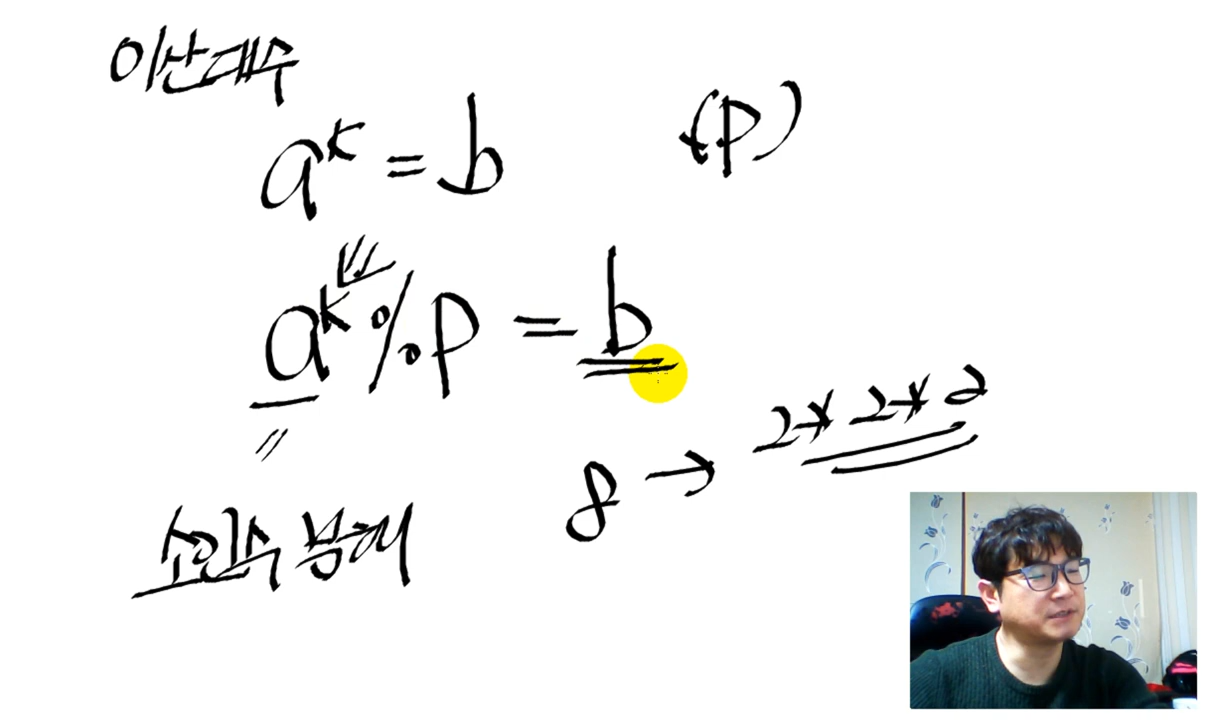 이산대수
a^k = b (P)
a^k % P = b
8 → 2 * 2 * 2
소인수 분해